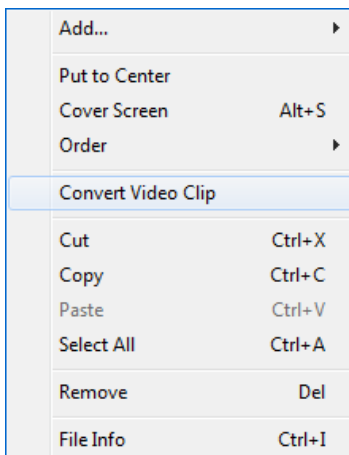 Add...
Put to Center
Cover Screen Alt+S
Order
Convert Video Clip
Cut Ctrl+X
Copy Ctrl+C
Paste Ctrl+V
Select All Ctrl+A
Remove Del
File Info Ctrl+I